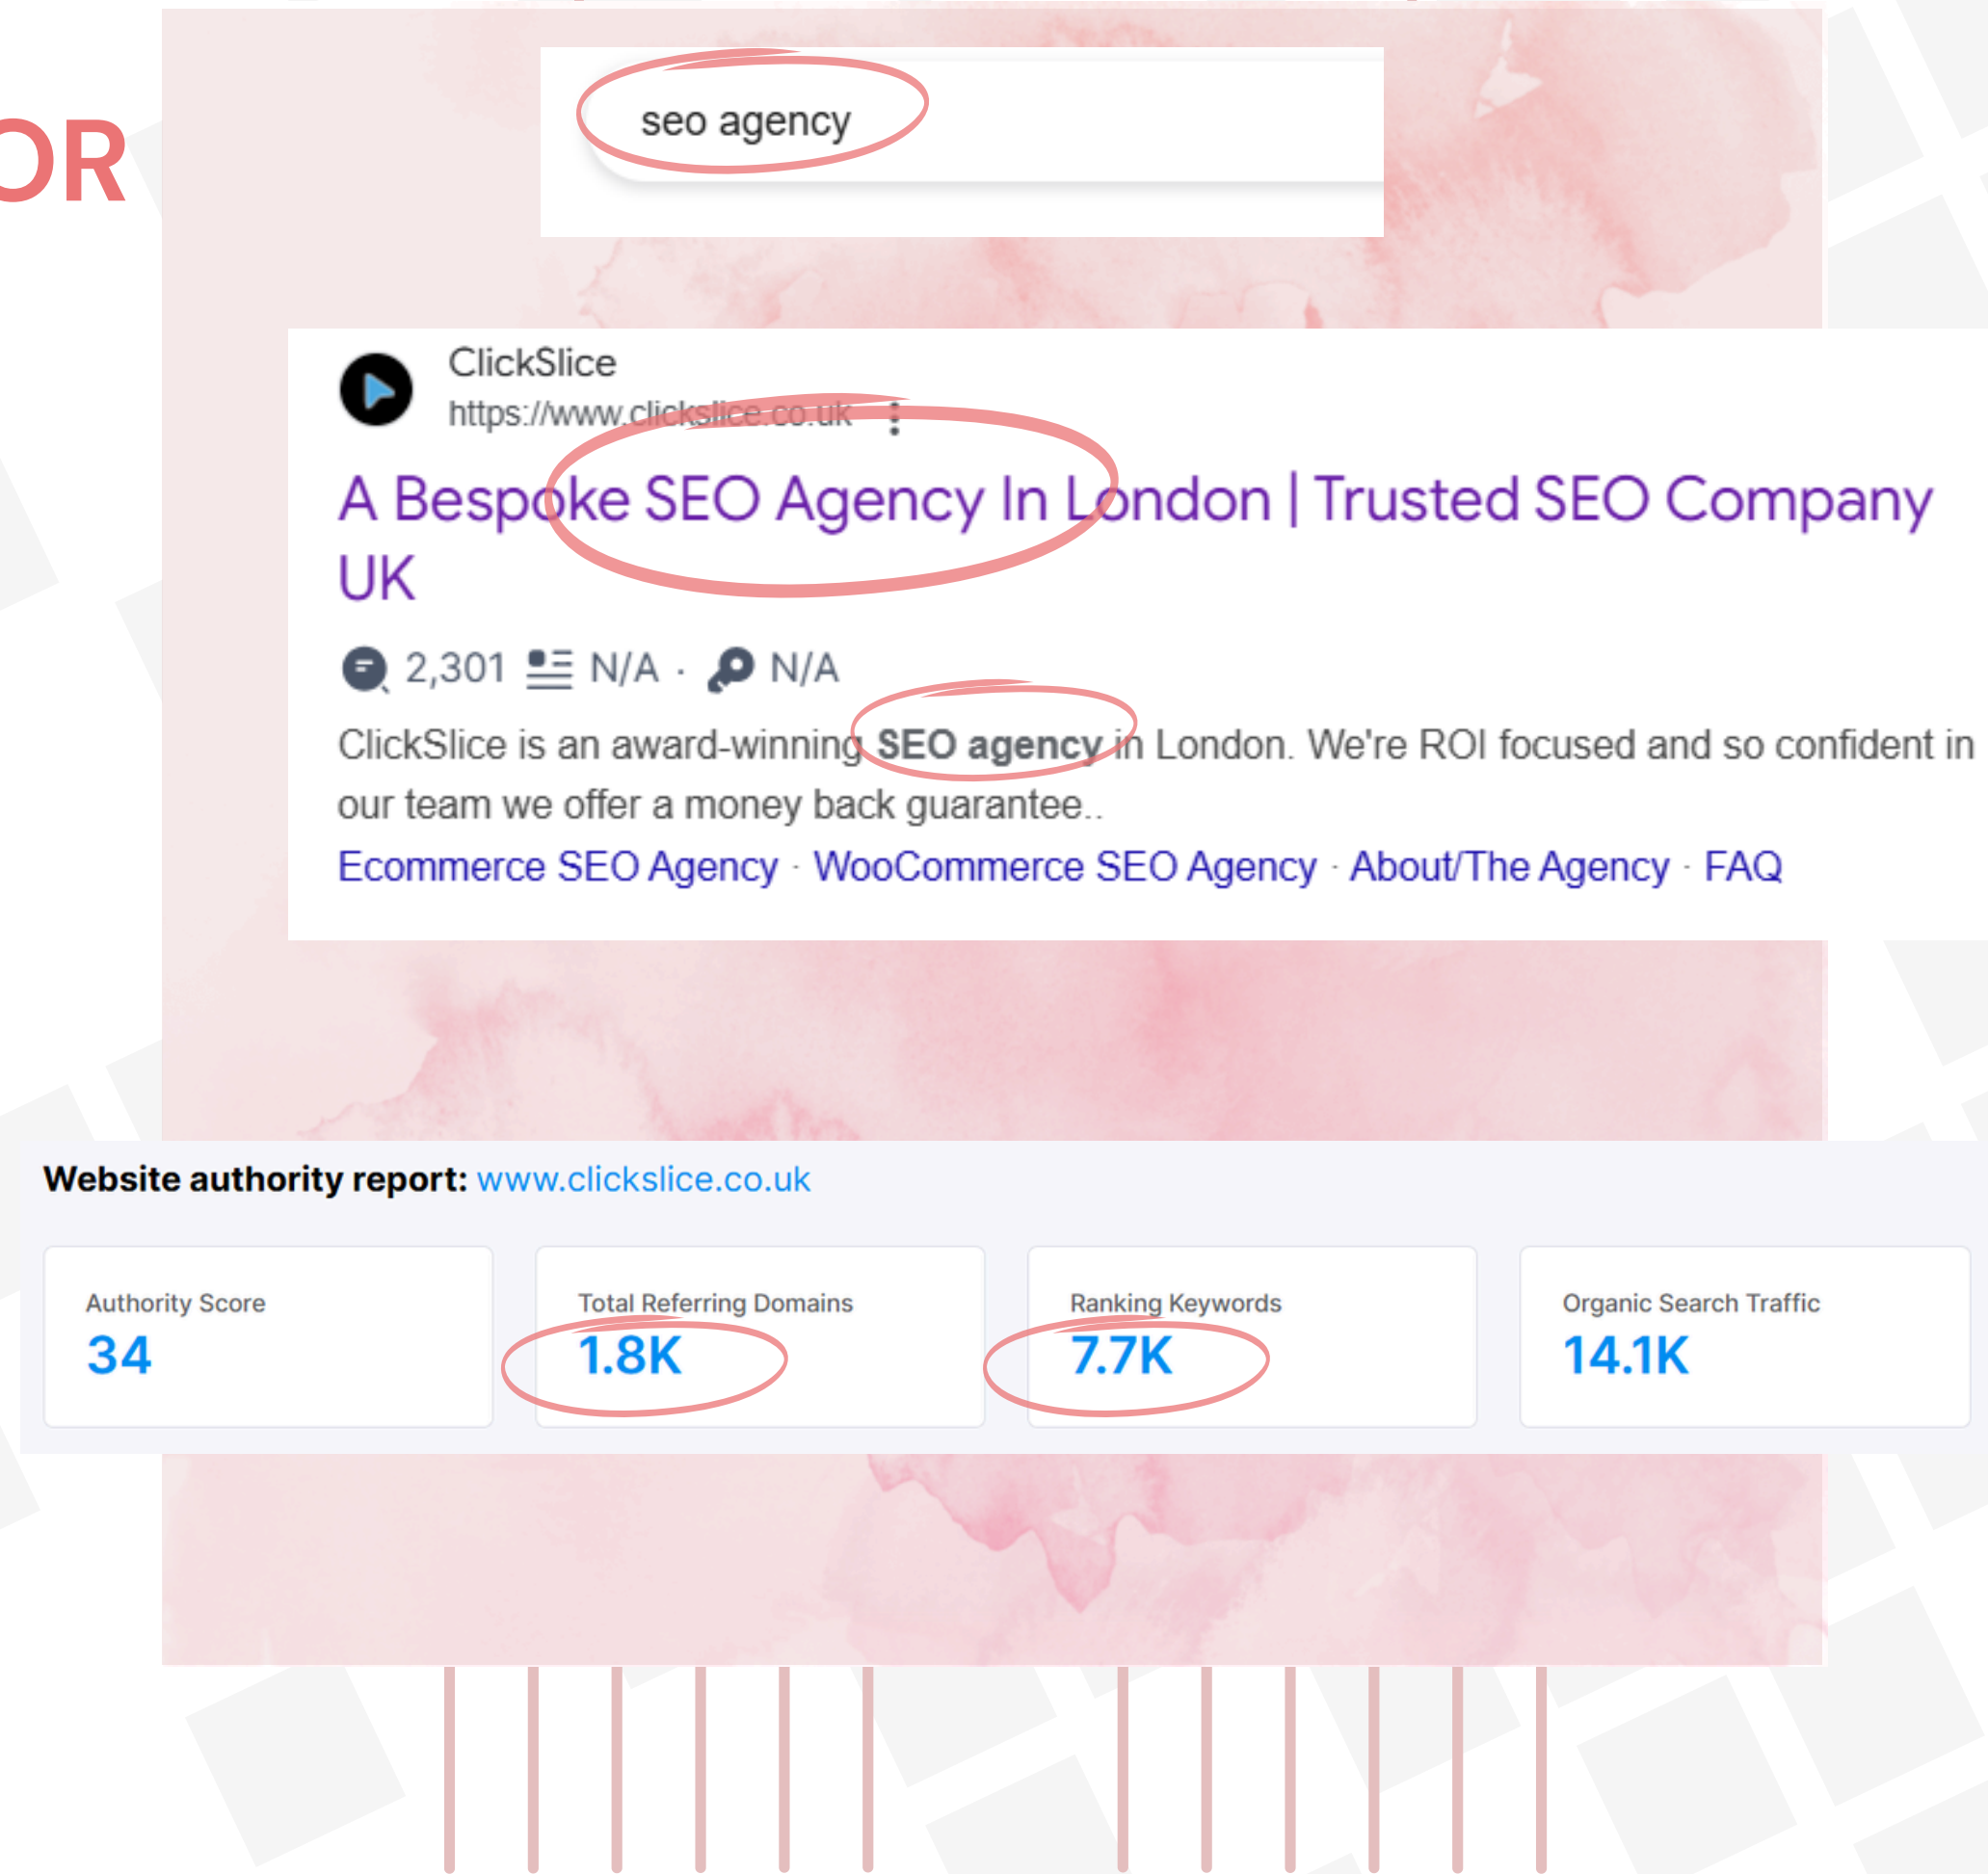 OR
seo agency
ClickSlice
https://www.clickslice.co.uk
A Bespoke SEO Agency In London | Trusted SEO Company
UK
2,301 N/A · N/A
ClickSlice is an award-winning SEO agency in London. We're ROI focused and so confident in
our team we offer a money back guarantee..
Ecommerce SEO Agency · WooCommerce SEO Agency · About/The Agency · FAQ
Website authority report: www.clickslice.co.uk
Authority Score
34
Total Referring Domains
1.8K
Ranking Keywords
7.7K
Organic Search Traffic
14.1K